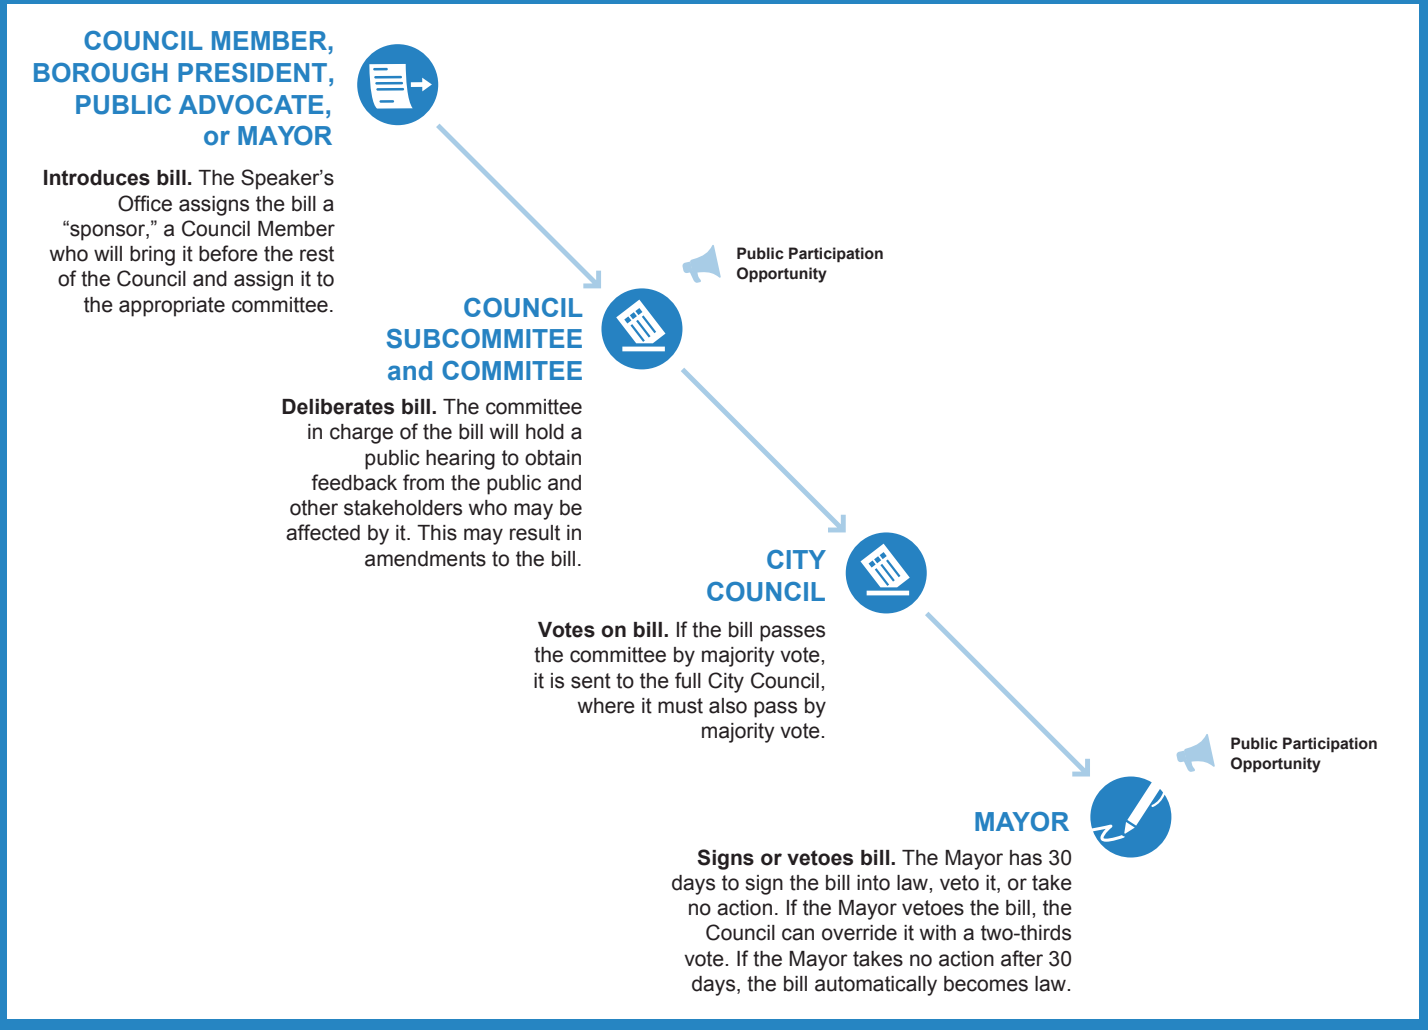 COUNCIL MEMBER,
BOROUGH PRESIDENT,
PUBLIC ADVOCATE,
or MAYOR
Introduces bill. The Speaker’s
Office assigns the bill a
“sponsor,” a Council Member
who will bring it before the rest
of the Council and assign it to
the appropriate committee.
Public Participation
Opportunity
COUNCIL
SUBCOMMITEE
and COMMITEE
Deliberates bill. The committee
in charge of the bill will hold a
public hearing to obtain
feedback from the public and
other stakeholders who may be
affected by it. This may result in
amendments to the bill.
CITY
COUNCIL
Votes on bill. If the bill passes
the committee by majority vote,
it is sent to the full City Council,
where it must also pass by
majority vote.
Public Participation
Opportunity
MAYOR
Signs or vetoes bill. The Mayor has 30
days to sign the bill into law, veto it, or take
no action. If the Mayor vetoes the bill, the
Council can override it with a two-thirds
vote. If the Mayor takes no action after 30
days, the bill automatically becomes law.